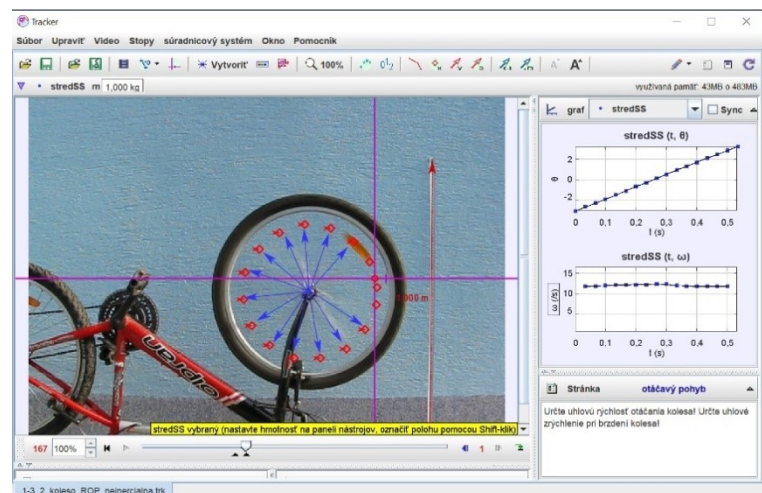 Tracker
Súbor Upraviť Video Stopy súradnicový systém Okno Pomocník
Vytvoriť 100%
stredSS m 1,000 kg
využívaná pamäť: 43MB o 483MB
graf stredSS Sync
stredSS (t, θ)
θ
2
0
-2
0 0,1 0,2 0,3 0,4 0,5
t (s)
stredSS (t, ω)
ω (/s)
15
10
5
0 0,1 0,2 0,3 0,4 0,5
t (s)
1,000 m
Stránka otáčavý pohyb
Určte uhlovú rýchlosť otáčania kolesa! Určte uhlové
zrýchlenie pri brzdení kolesa!
stredSS vybraný (nastavte hmotnosť na paneli nástrojov, označiť polohu pomocou Shift-klik)
167 100% 1
1-3_2_koleso_ROP_neinercialna.trk